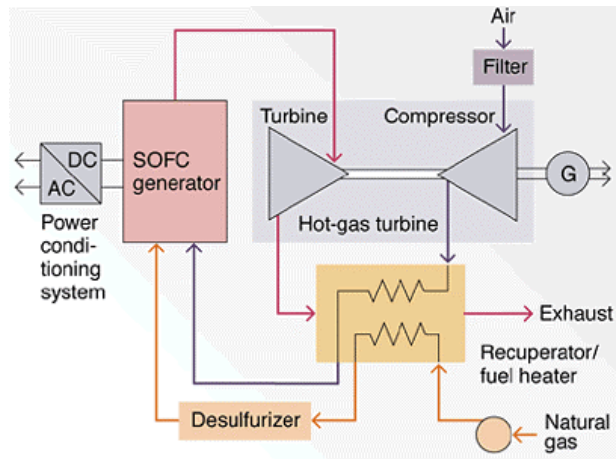 Air
Filter
Turbine
Compressor
DC
AC
SOFC
generator
G
Power
condi-
tioning
system
Hot-gas turbine
Exhaust
Recuperator/
fuel heater
Desulfurizer
Natural
gas